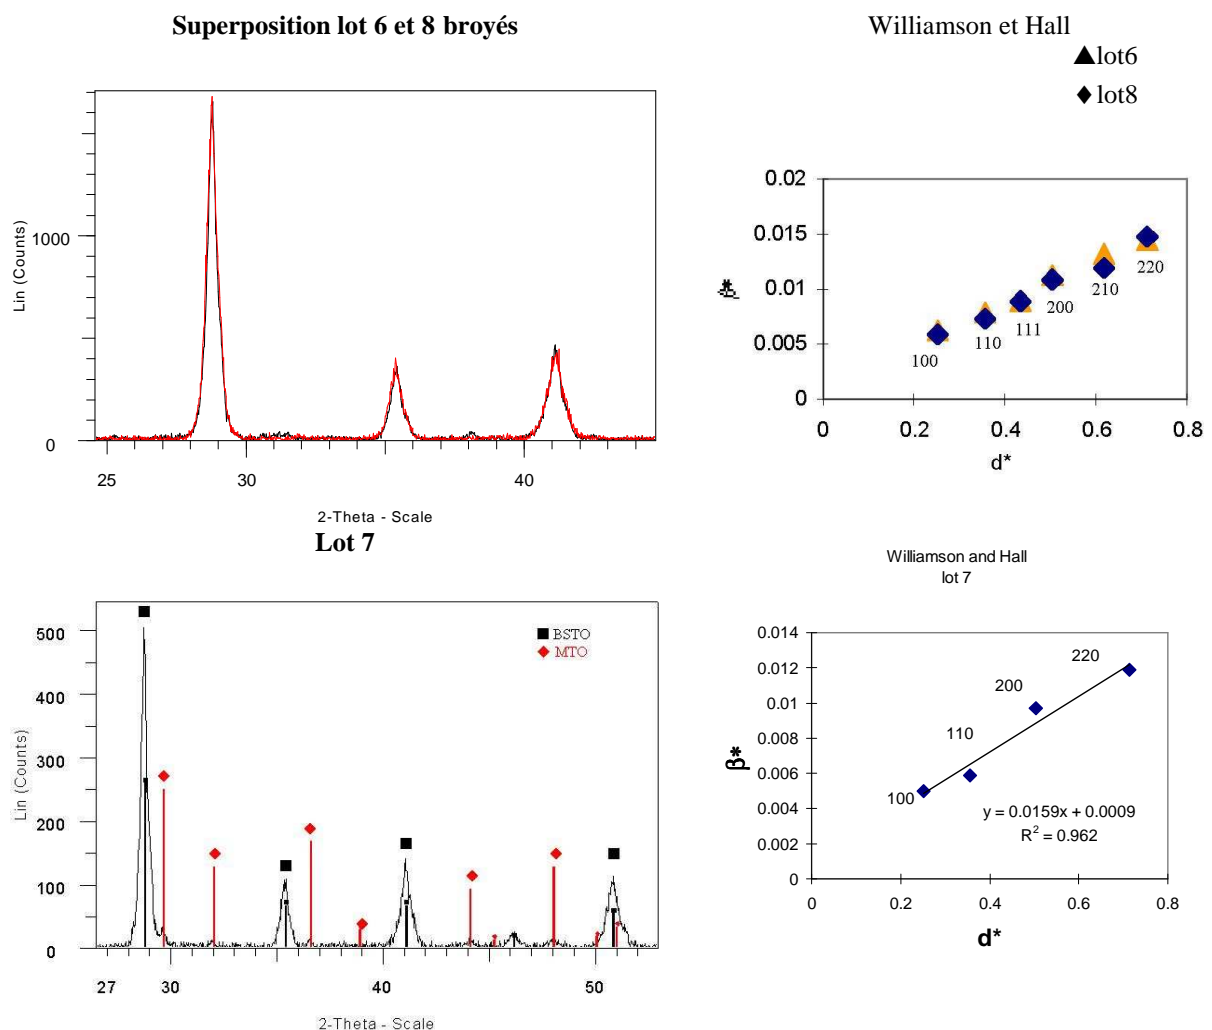 Superposition lot 6 et 8 broyés
Williamson et Hall
▲lot6
◆lot8
Lin (Counts)
1000
0
25
30
40
2-Theta - Scale
0.02
0.015
0.01
0.005
0
100
110
111
200
210
220
0
0.2
0.4
0.6
0.8
d*
Lot 7
Lin (Counts)
500
400
300
200
100
0
■ BSTO
◆ MTO
27
30
40
50
2-Theta - Scale
Williamson and Hall
lot 7
β*
0.014
0.012
0.01
0.008
0.006
0.004
0.002
0
220
200
110
100
y = 0.0159x + 0.0009
R² = 0.962
0
0.2
0.4
0.6
0.8
d*